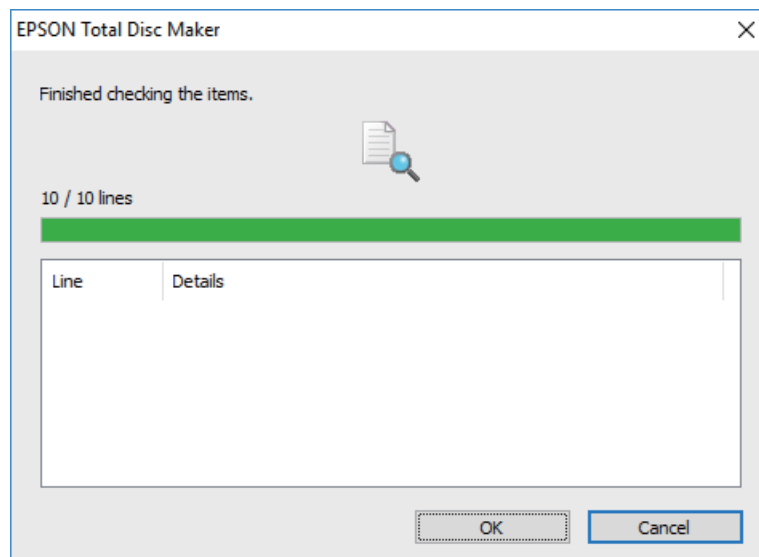 EPSON Total Disc Maker
Finished checking the items.
10 / 10 lines
Line Details
OK Cancel